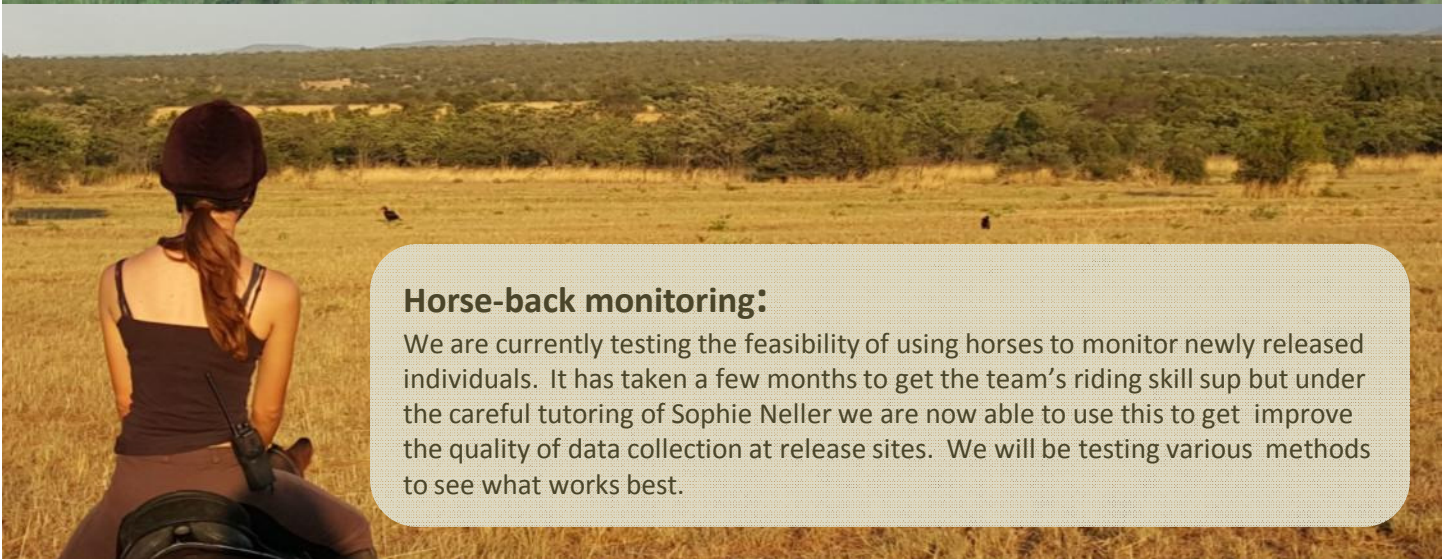 Horse-back monitoring:
We are currently testing the feasibility of using horses to monitor newly released
individuals. It has taken a few months to get the team’s riding skill sup but under
the careful tutoring of Sophie Neller we are now able to use this to get improve
the quality of data collection at release sites. We will be testing various methods
to see what works best.